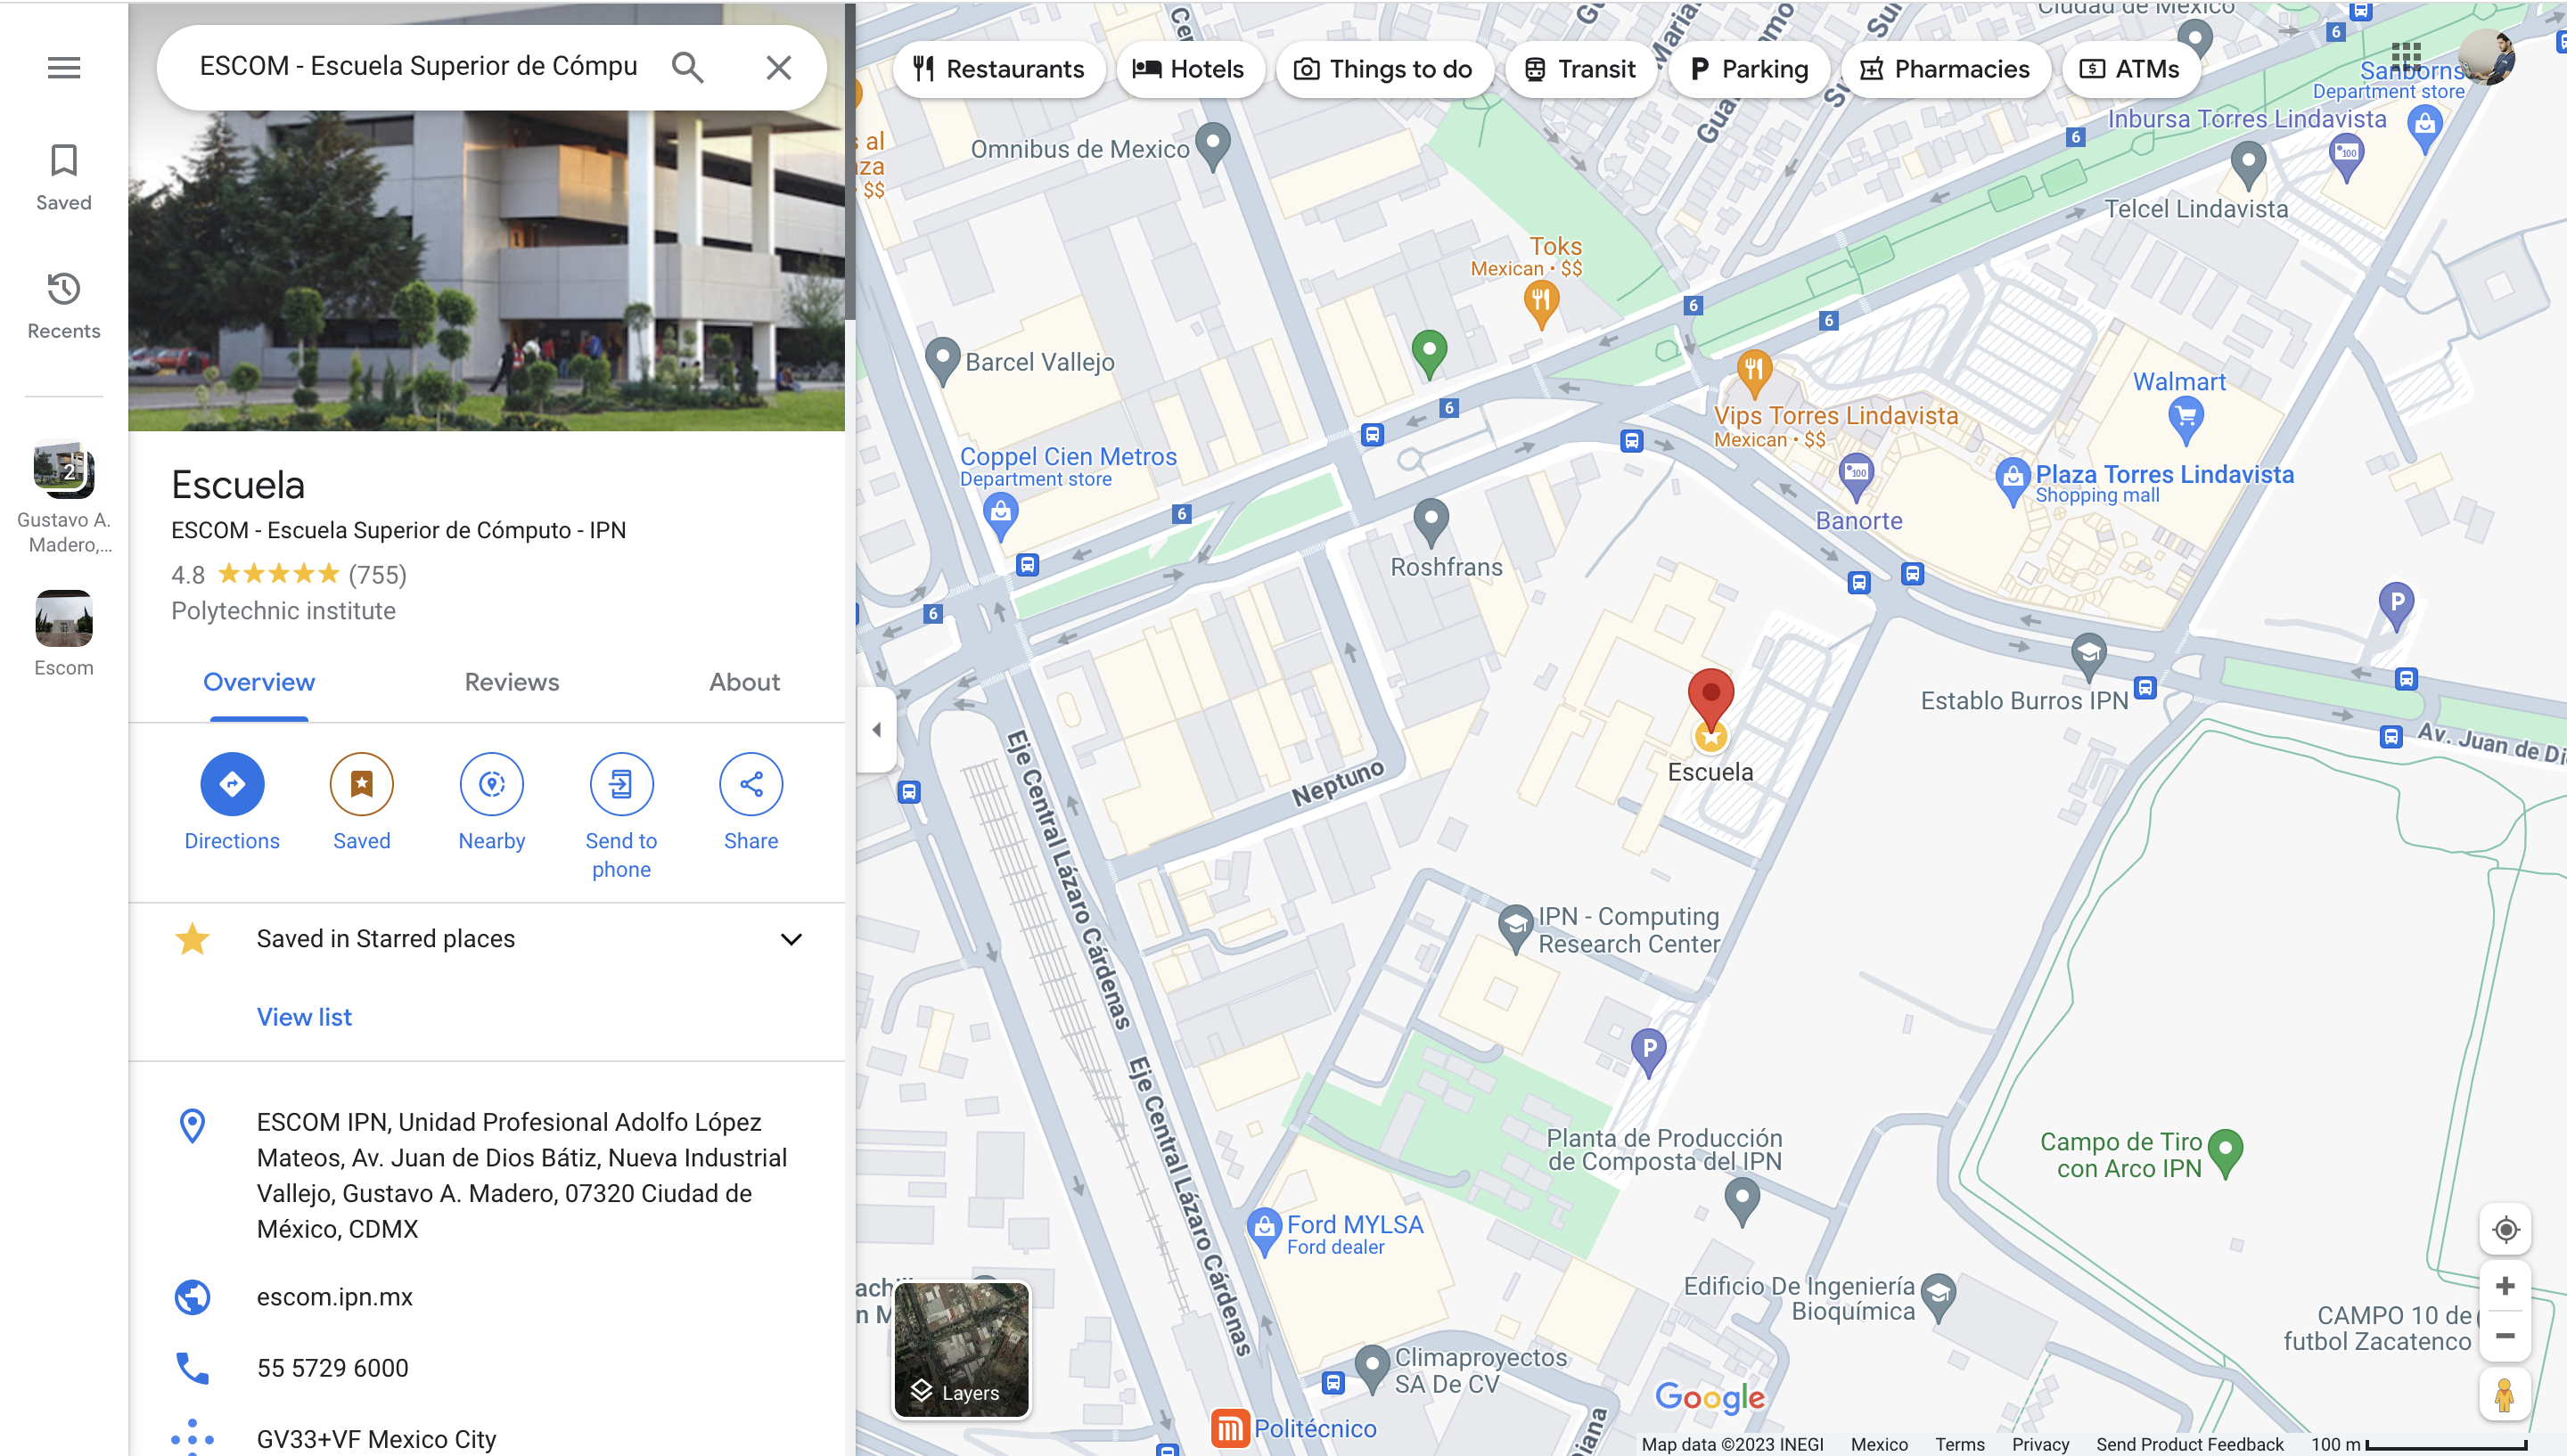 ESCOM - Escuela Superior de Cómpu
Saved
Recents
2
Gustavo A.
Madero,...
Escom
Escuela
ESCOM - Escuela Superior de Cómputo - IPN
4.8 (755)
Polytechnic institute
Overview
Reviews
About
Directions
Saved
Nearby
Send to
phone
Share
Saved in Starred places
View list
ESCOM IPN, Unidad Profesional Adolfo López
Mateos, Av. Juan de Dios Bátiz, Nueva Industrial
Vallejo, Gustavo A. Madero, 07320 Ciudad de
México, CDMX
escom.ipn.mx
55 5729 6000
GV33+VF Mexico City
Restaurants
Hotels
Things to do
Transit
Parking
Pharmacies
ATMs
Ciudad de México
Sanborns
Department store
Inbursa Torres Lindavista
Telcel Lindavista
Omnibus de Mexico
$$
Toks
Mexican • $$
Barcel Vallejo
Vips Torres Lindavista
Mexican • $$
Walmart
Coppel Cien Metros
Department store
Plaza Torres Lindavista
Shopping mall
Banorte
Roshfrans
6
6
6
6
6
6
6
100
100
P
P
Establo Burros IPN
Av. Juan de Di
Escuela
Neptuno
Eje Central Lázaro Cárdenas
Eje Central Lázaro Cárdenas
IPN - Computing
Research Center
Planta de Producción
de Composta del IPN
Campo de Tiro
con Arco IPN
Ford MYLSA
Ford dealer
Edificio De Ingeniería
Bioquímica
CAMPO 10 de
futbol Zacatenco
Climaproyectos
SA De CV
Politécnico
Layers
Google
Map data ©2023 INEGI
Mexico
Terms
Privacy
Send Product Feedback
100 m